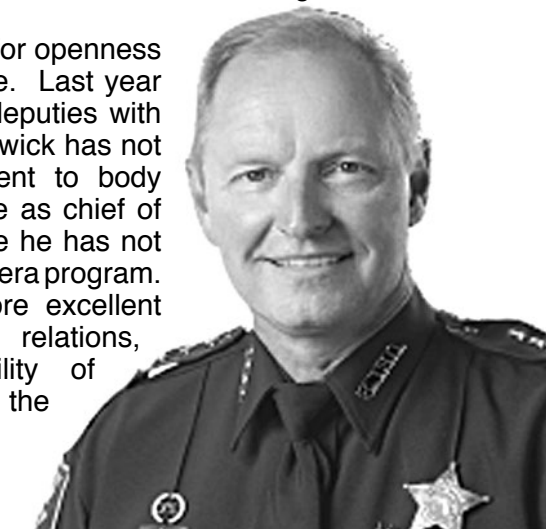 or openness
e. Last year
deputies with
wick has not
ent to body
e as chief of
e he has not
era program.
ore excellent
relations,
ility of
the